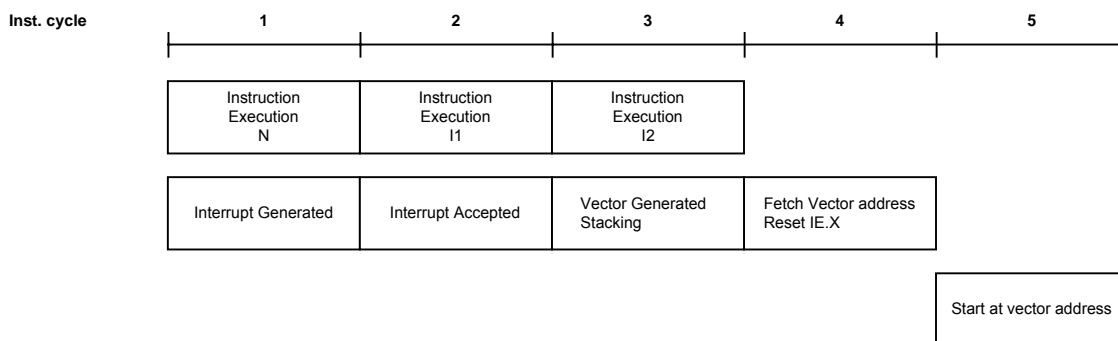 Inst. cycle 1 2 3 4 5
Instruction
Execution
N
Instruction
Execution
I1
Instruction
Execution
I2
Interrupt Generated
Interrupt Accepted
Vector Generated
Stacking
Fetch Vector address
Reset IE.X
Start at vector address